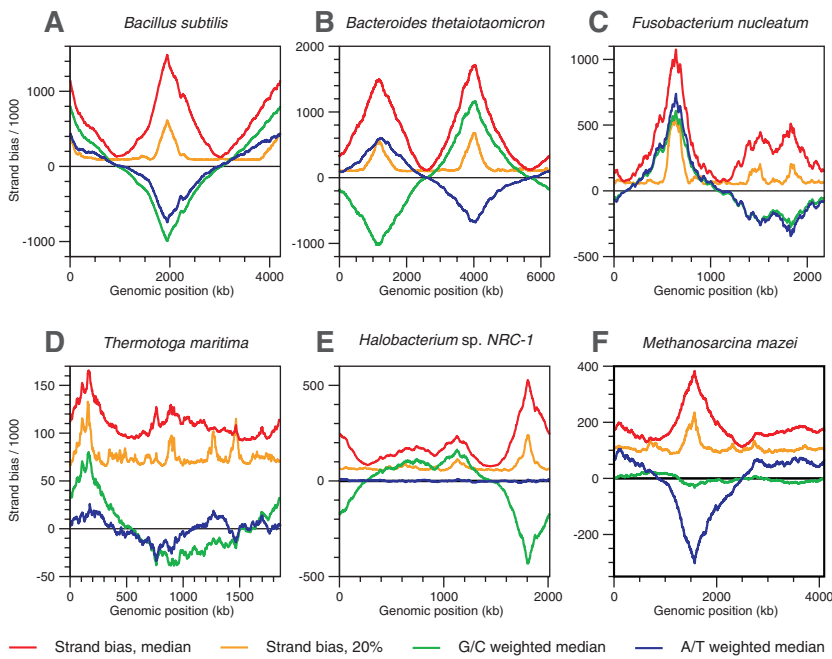 A Bacillus subtilis
B Bacteroides thetaiotaomicron
C Fusobacterium nucleatum
Strand bias / 1000
1000
0
-1000
0 2000 4000
Genomic position (kb)
2000
1000
0
-1000
0 2000 4000 6000
Genomic position (kb)
1000
500
0
-500
0 1000 2000
Genomic position (kb)
D Thermotoga maritima
E Halobacterium sp. NRC-1
F Methanosarcina mazei
Strand bias / 1000
150
100
50
0
-50
0 500 1000 1500
Genomic position (kb)
500
0
-500
0 1000 2000
Genomic position (kb)
400
200
0
-200
0 2000 4000
Genomic position (kb)
Strand bias, median Strand bias, 20% G/C weighted median A/T weighted median